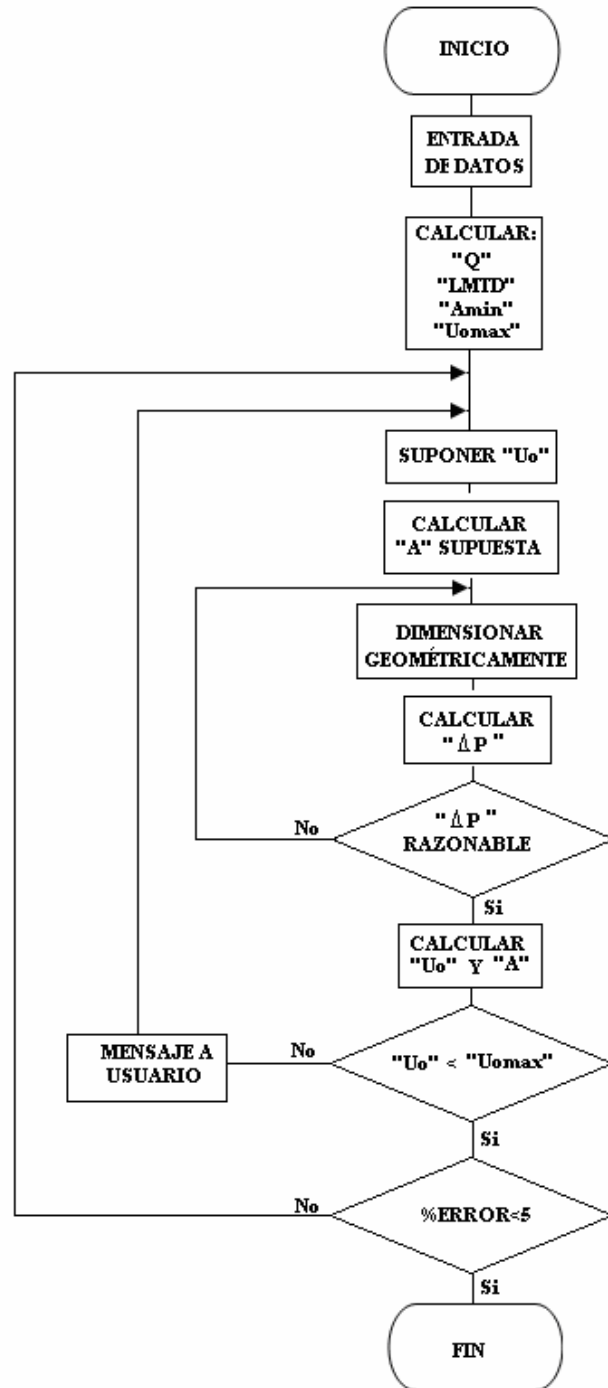 INICIO
ENTRADA
DE DATOS
CALCULAR:
"Q"
"LMTD"
"Amin"
"Uomax"
SUPONER "Uo"
CALCULAR
"A" SUPUESTA
DIMENSIONAR
GEOMÉTRICAMENTE
CALCULAR
"ΔP"
No
"ΔP"
RAZONABLE
Si
CALCULAR
"Uo" Y "A"
MENSAJE A
USUARIO
No
"Uo" < "Uomax"
Si
No
%ERROR<5
Si
FIN